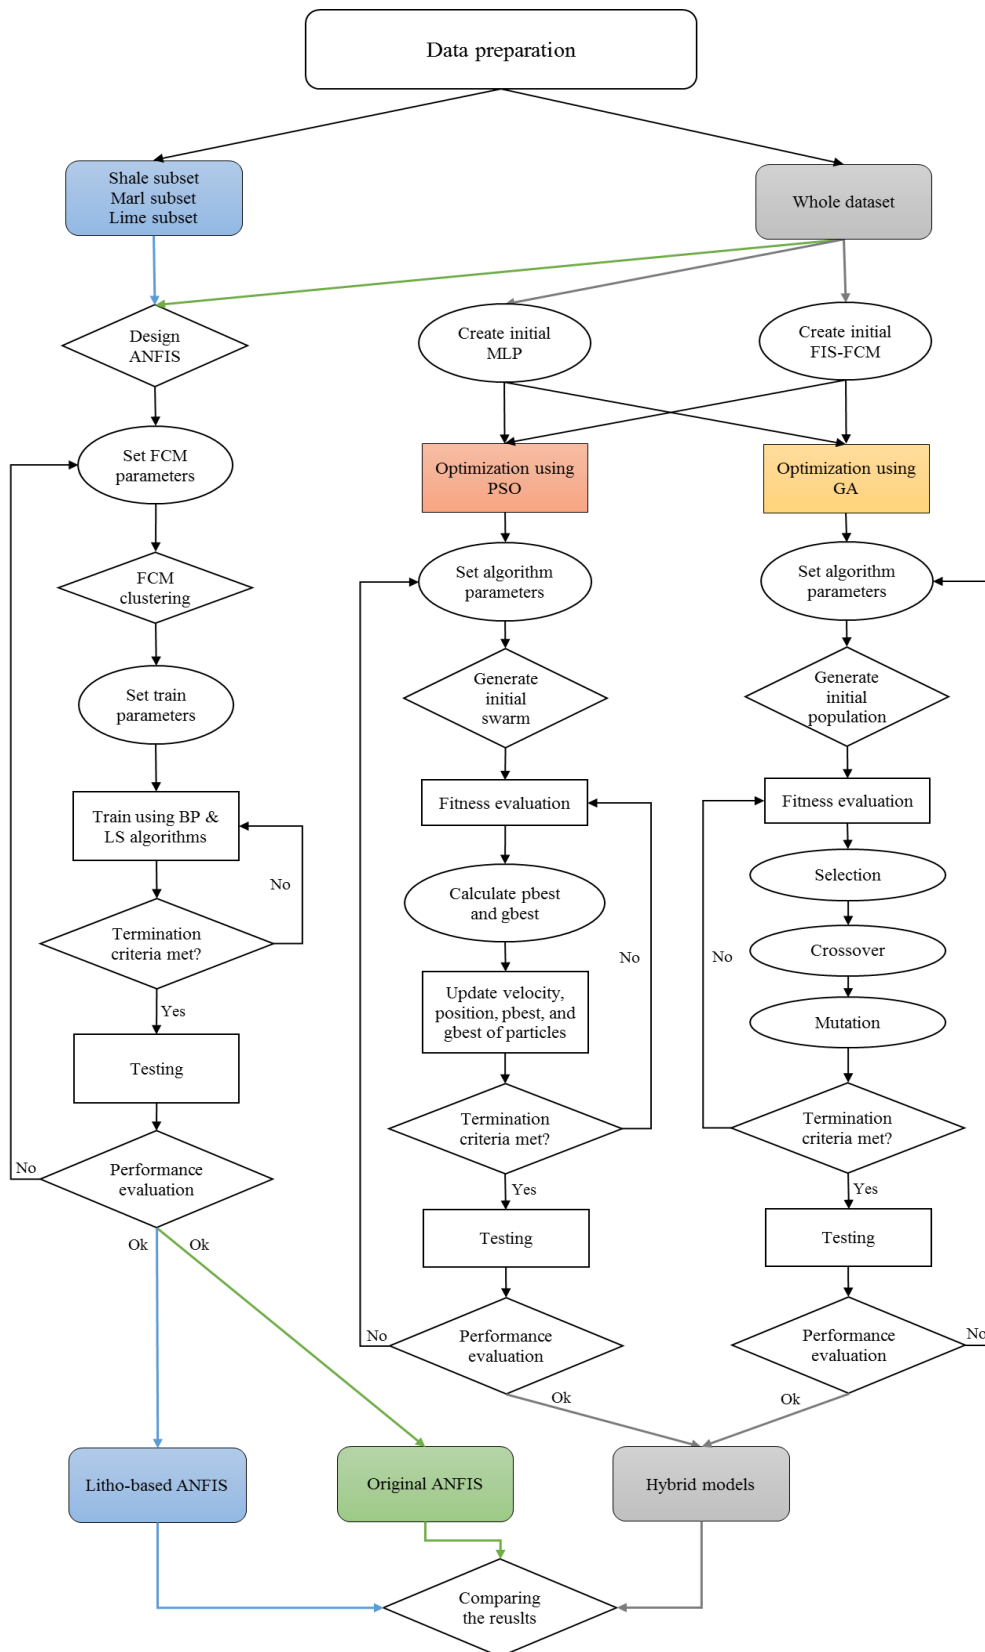 Data preparation
Shale subset
Marl subset
Lime subset
Whole dataset
Design
ANFIS
Create initial
MLP
Create initial
FIS-FCM
Set FCM
parameters
Optimization using
PSO
Optimization using
GA
FCM
clustering
Set algorithm
parameters
Set algorithm
parameters
Set train
parameters
Generate
initial
swarm
Generate
initial
population
Train using BP &
LS algorithms
No
Fitness evaluation
Fitness evaluation
Termination
criteria met?
Yes
Calculate pbest
and gbest
No
Selection
No
Crossover
Update velocity,
position, pbest, and
gbest of particles
Mutation
Testing
Termination
criteria met?
Yes
Termination
criteria met?
Yes
Performance
evaluation
No
Ok
Ok
Testing
Testing
Performance
evaluation
No
Ok
Performance
evaluation
No
Ok
Litho-based ANFIS
Original ANFIS
Hybrid models
Comparing
the reuslts